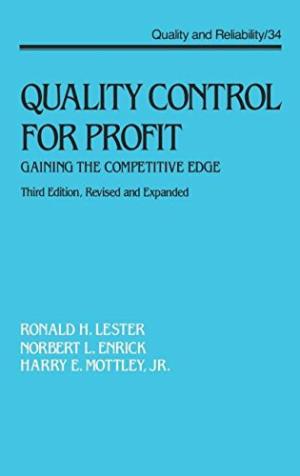 Quality and Reliability/34
QUALITY CONTROL
FOR PROFIT
GAINING THE COMPETITIVE EDGE
Third Edition, Revised and Expanded
RONALD H. LESTER
NORBERT L. ENRICK
HARRY E. MOTTLEY, JR.